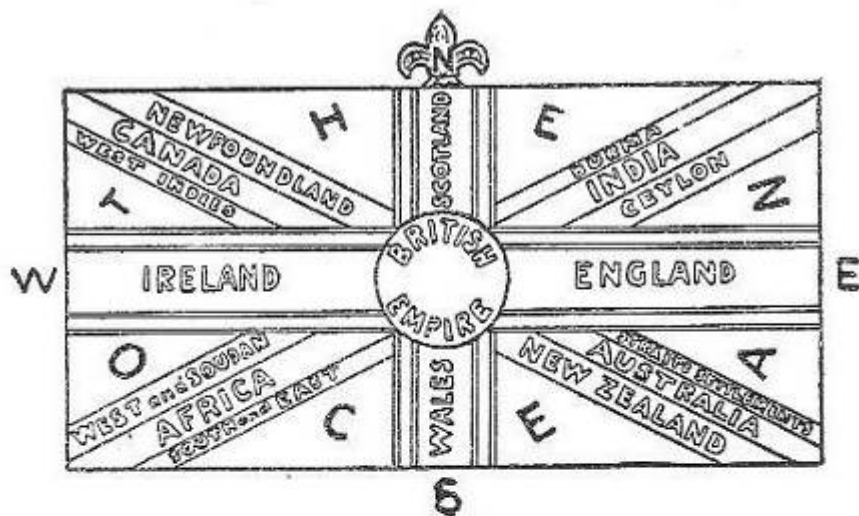 N
NEWFOUNDLAND
CANADA
WEST INDIES
T
H
E
SCOTLAND
BURMA
INDIA
CEYLON
N
W
IRELAND
BRITISH
EMPIRE
ENGLAND
E
O
WEST and SOUDAN
AFRICA
SOUTH and EAST
C
WALES
E
A
STRAITS SETTLEMENTS
AUSTRALIA
NEW ZEALAND
S